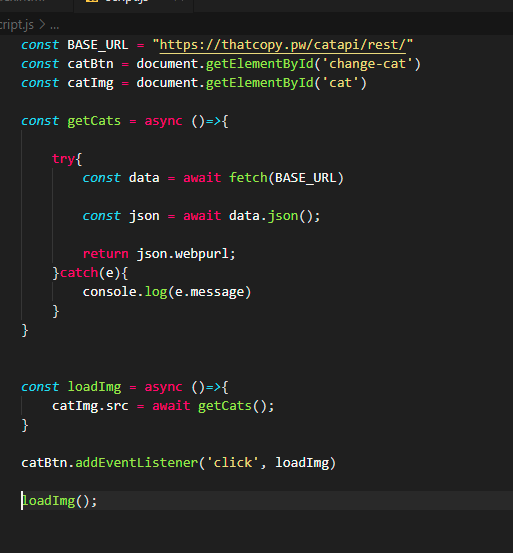 cript.js > ...
const BASE_URL = "https://thatcopy.pw/catapi/rest/"
const catBtn = document.getElementById('change-cat')
const catImg = document.getElementById('cat')
const getCats = async ()=>{
try{
const data = await fetch(BASE_URL)
const json = await data.json();
return json.webpurl;
}catch(e){
console.log(e.message)
}
}
const loadImg = async ()=>{
catImg.src = await getCats();
}
catBtn.addEventListener('click', loadImg)
loadImg();